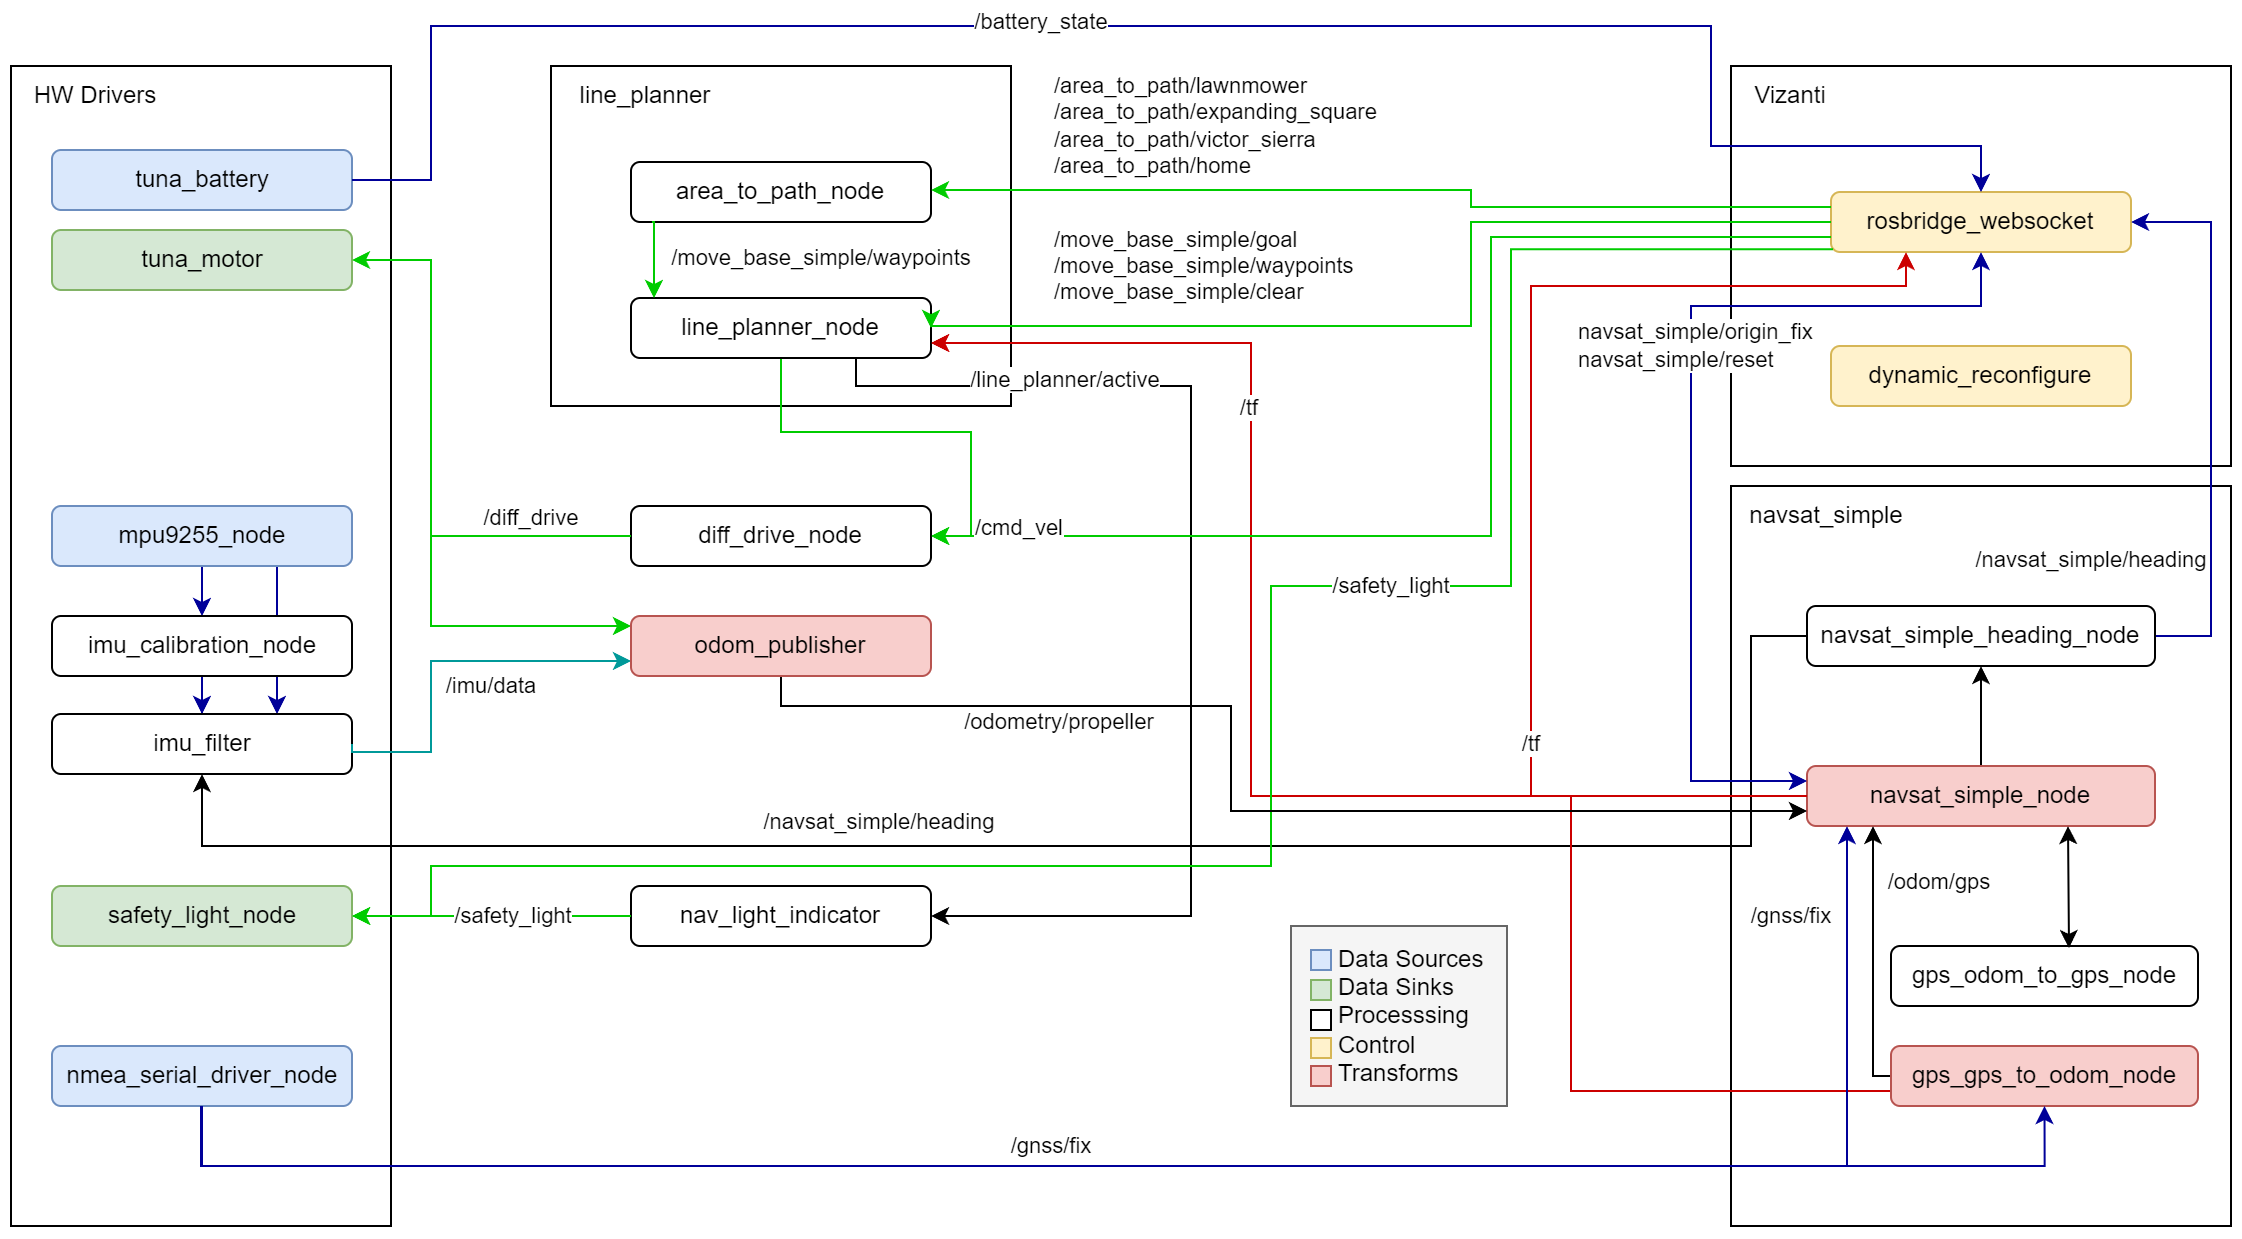 /battery_state
HW Drivers
tuna_battery
tuna_motor
mpu9255_node
imu_calibration_node
imu_filter
safety_light_node
nmea_serial_driver_node
line_planner
area_to_path_node
/move_base_simple/waypoints
line_planner_node
/line_planner/active
/area_to_path/lawnmower
/area_to_path/expanding_square
/area_to_path/victor_sierra
/area_to_path/home
/move_base_simple/goal
/move_base_simple/waypoints
/move_base_simple/clear
/tf
/diff_drive
diff_drive_node
/cmd_vel
/safety_light
odom_publisher
/imu/data
/odometry/propeller
/tf
/navsat_simple/heading
/safety_light
nav_light_indicator
/gnss/fix
Vizanti
rosbridge_websocket
navsat_simple/origin_fix
navsat_simple/reset
dynamic_reconfigure
navsat_simple
/navsat_simple/heading
navsat_simple_heading_node
navsat_simple_node
/odom/gps
/gnss/fix
gps_odom_to_gps_node
gps_gps_to_odom_node
Data Sources
Data Sinks
Processsing
Control
Transforms